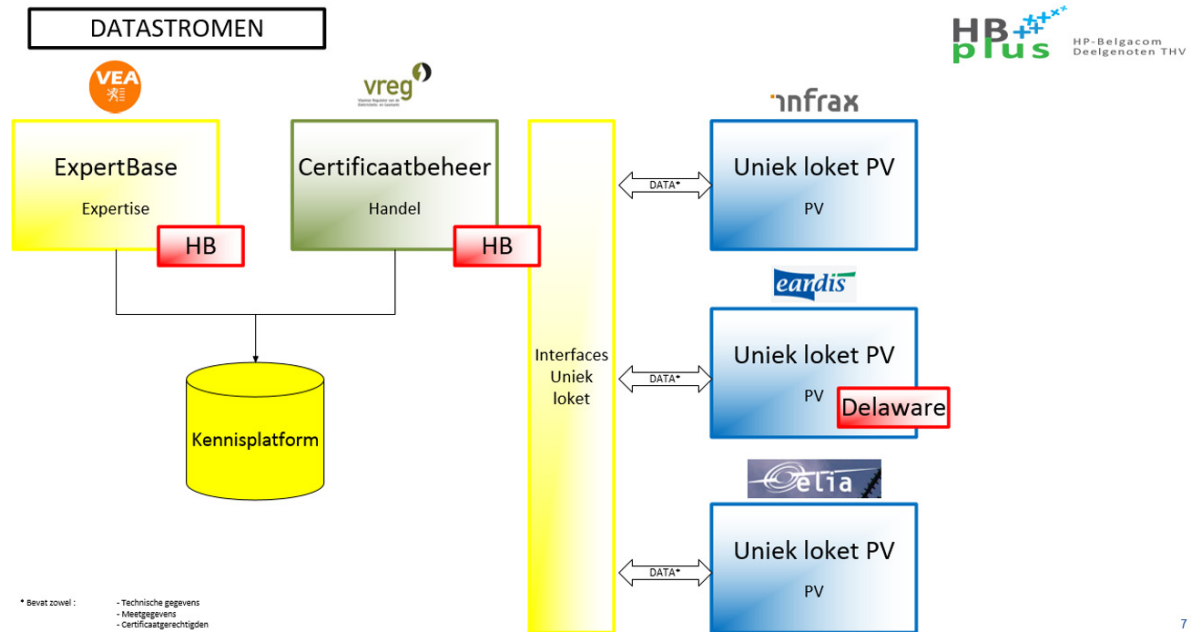 DATASTROMEN
HB++
plus
HP-Belgacom
Deelgenoten THV
VEA
vreg
infrax
ExpertBase
Expertise
HB
Certificaatbeheer
Handel
HB
Interfaces
Uniek
loket
DATA*
Uniek loket PV
PV
eandis
DATA*
Uniek loket PV
PV
Delaware
Kennisplatform
elia
DATA*
Uniek loket PV
PV
* Bevat zowel :
- Technische gegevens
- Meetgegevens
- Certificaatgerechtigden
7